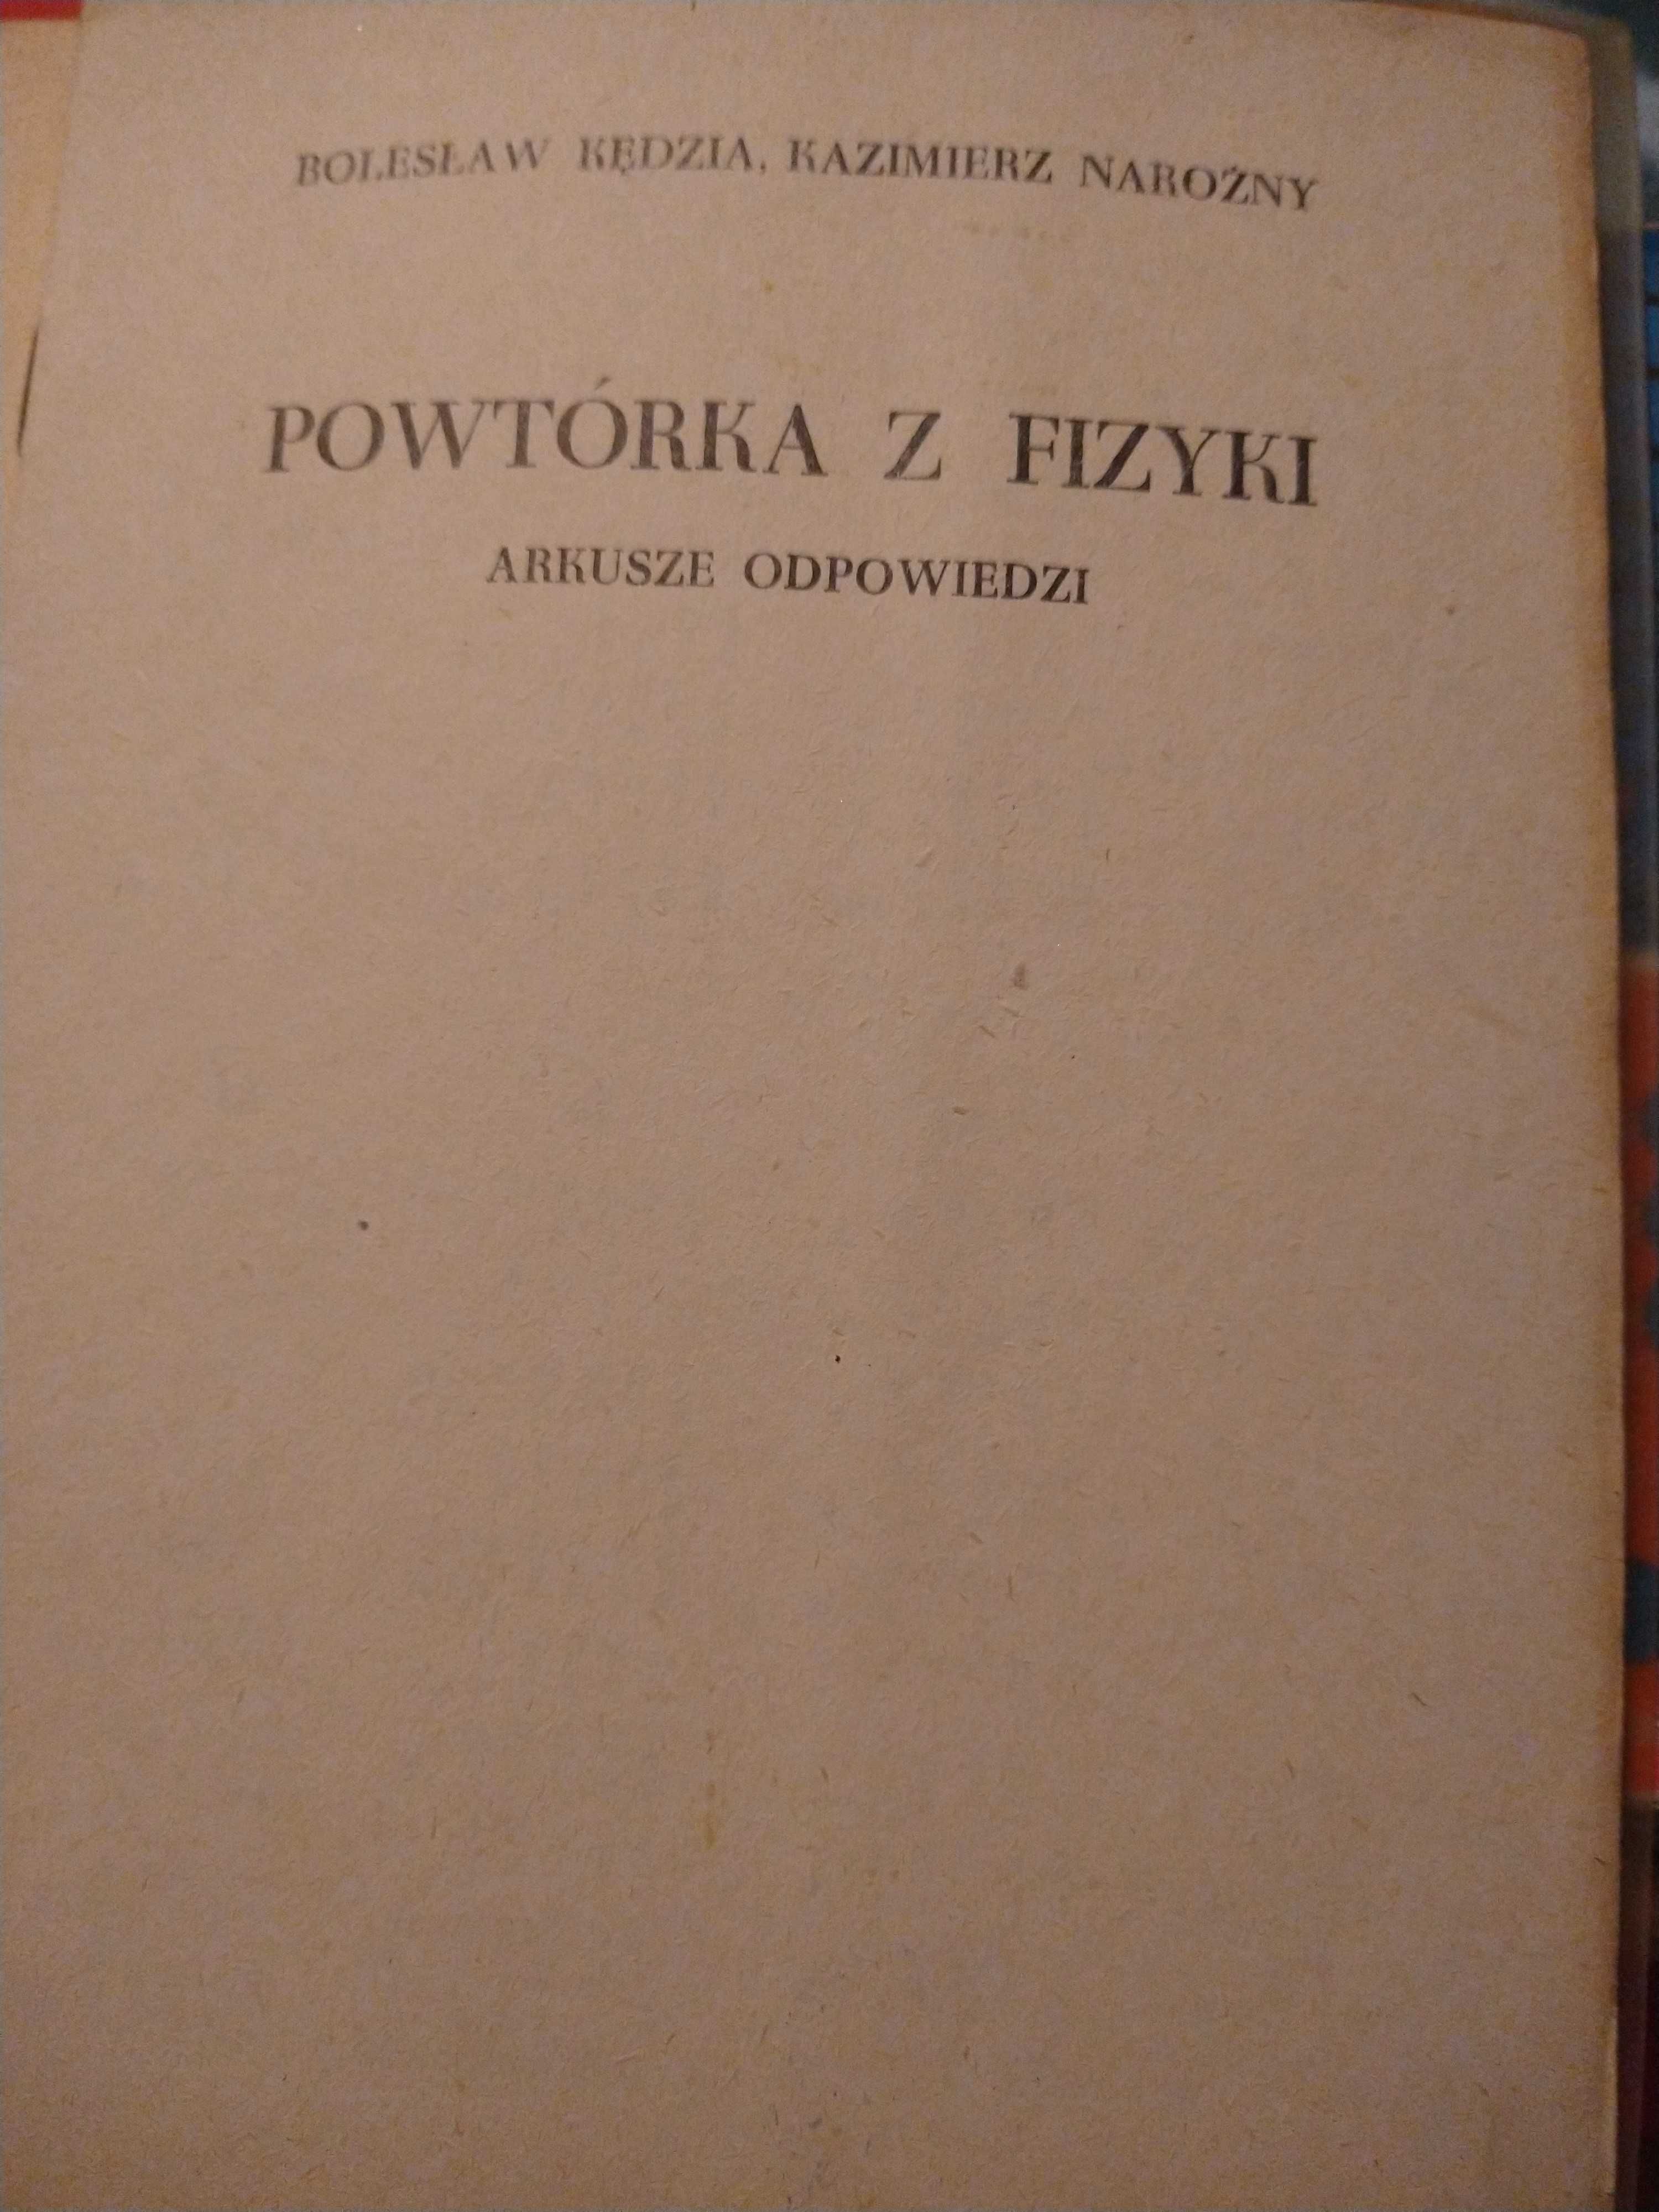 BOLESŁAW KĘDZIA, KAZIMIERZ NAROŻNY
POWTÓRKA Z FIZYKI
ARKUSZE ODPOWIEDZI